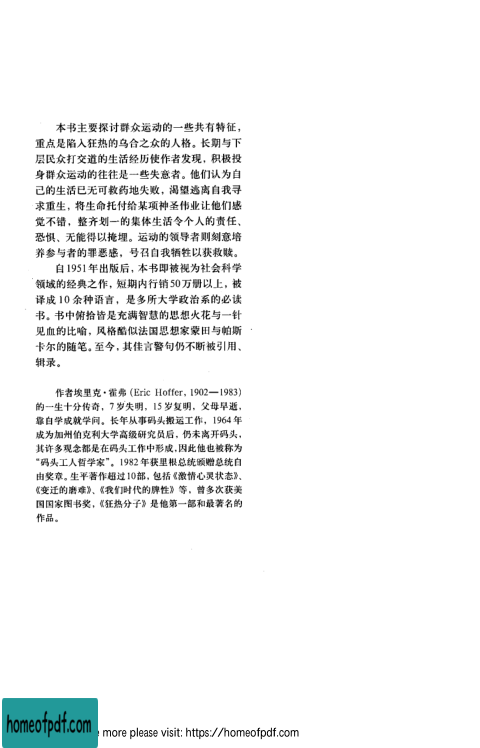 本书主要探讨群众运动的一些共有特征，
重点是陷入狂热的乌合之众的人格。长期与下
层民众打交道的生活经历使作者发现，积极投
身群众运动的往往是一些失意者。他们认为自
己的生活已无可救药地失败，渴望逃离自我寻
求重生，将生命托付给某项神圣伟业让他们感
觉不错，整齐划一的集体生活令个人的责任、
恐惧、无能得以掩埋。运动的领导者则刻意培
养参与者的罪恶感，号召自我牺牲以获救赎。
自1951年出版后，本书即被视为社会科学
领域的经典之作，短期内行销50万册以上，被
译成10余种语言，是多所大学政治系的必读
书。书中俯拾皆是充满智慧的思想火花与一针
见血的比喻，风格酷似法国思想家蒙田与帕斯
卡尔的随笔。至今，其佳言警句仍不断被引用、
辑录。
作者埃里克·霍弗（Eric Hoffer, 1902—1983）
的一生十分传奇，7岁失明，15岁复明，父母早逝，
靠自学成就学问。长年从事码头搬运工作，1964年
成为加州伯克利大学高级研究员后，仍未离开码头，
其许多观念都是在码头工作中形成，因此他也被称为
“码头工人哲学家”。1982年获里根总统颁赠总统自
由奖章。生平著作超过10部，包括《激情心灵状态》、
《变迁的磨难》、《我们时代的脾性》等，曾多次获美
国国家图书奖，《狂热分子》是他第一部和最著名的
作品。
homeofpdf.com
more please visit: https://homeofpdf.com